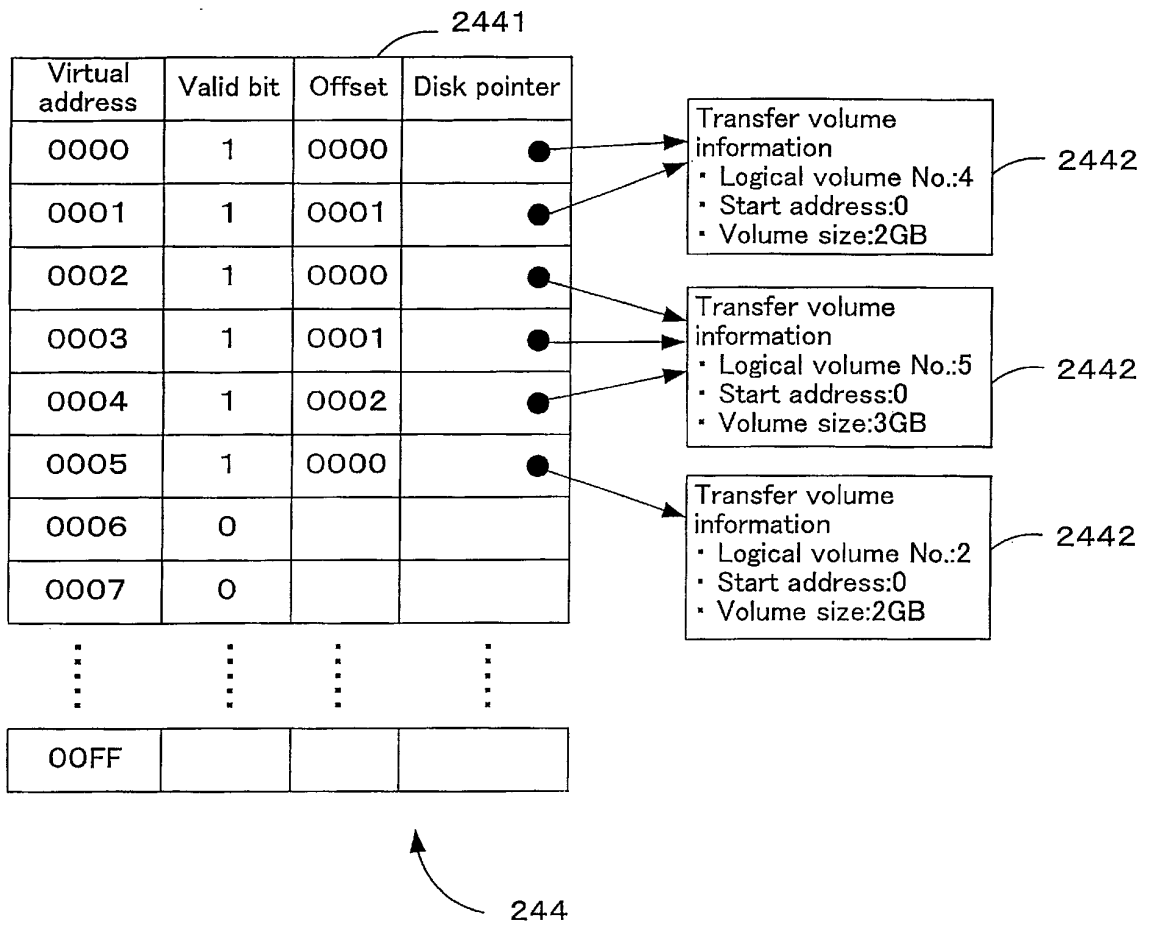 2441
Virtual address Valid bit Offset Disk pointer
0000 1 0000
0001 1 0001
0002 1 0000
0003 1 0001
0004 1 0002
0005 1 0000
0006 0
0007 0
00FF
Transfer volume
information
・Logical volume No.:4
・Start address:0
・Volume size:2GB
2442
Transfer volume
information
・Logical volume No.:5
・Start address:0
・Volume size:3GB
2442
Transfer volume
information
・Logical volume No.:2
・Start address:0
・Volume size:2GB
2442
244